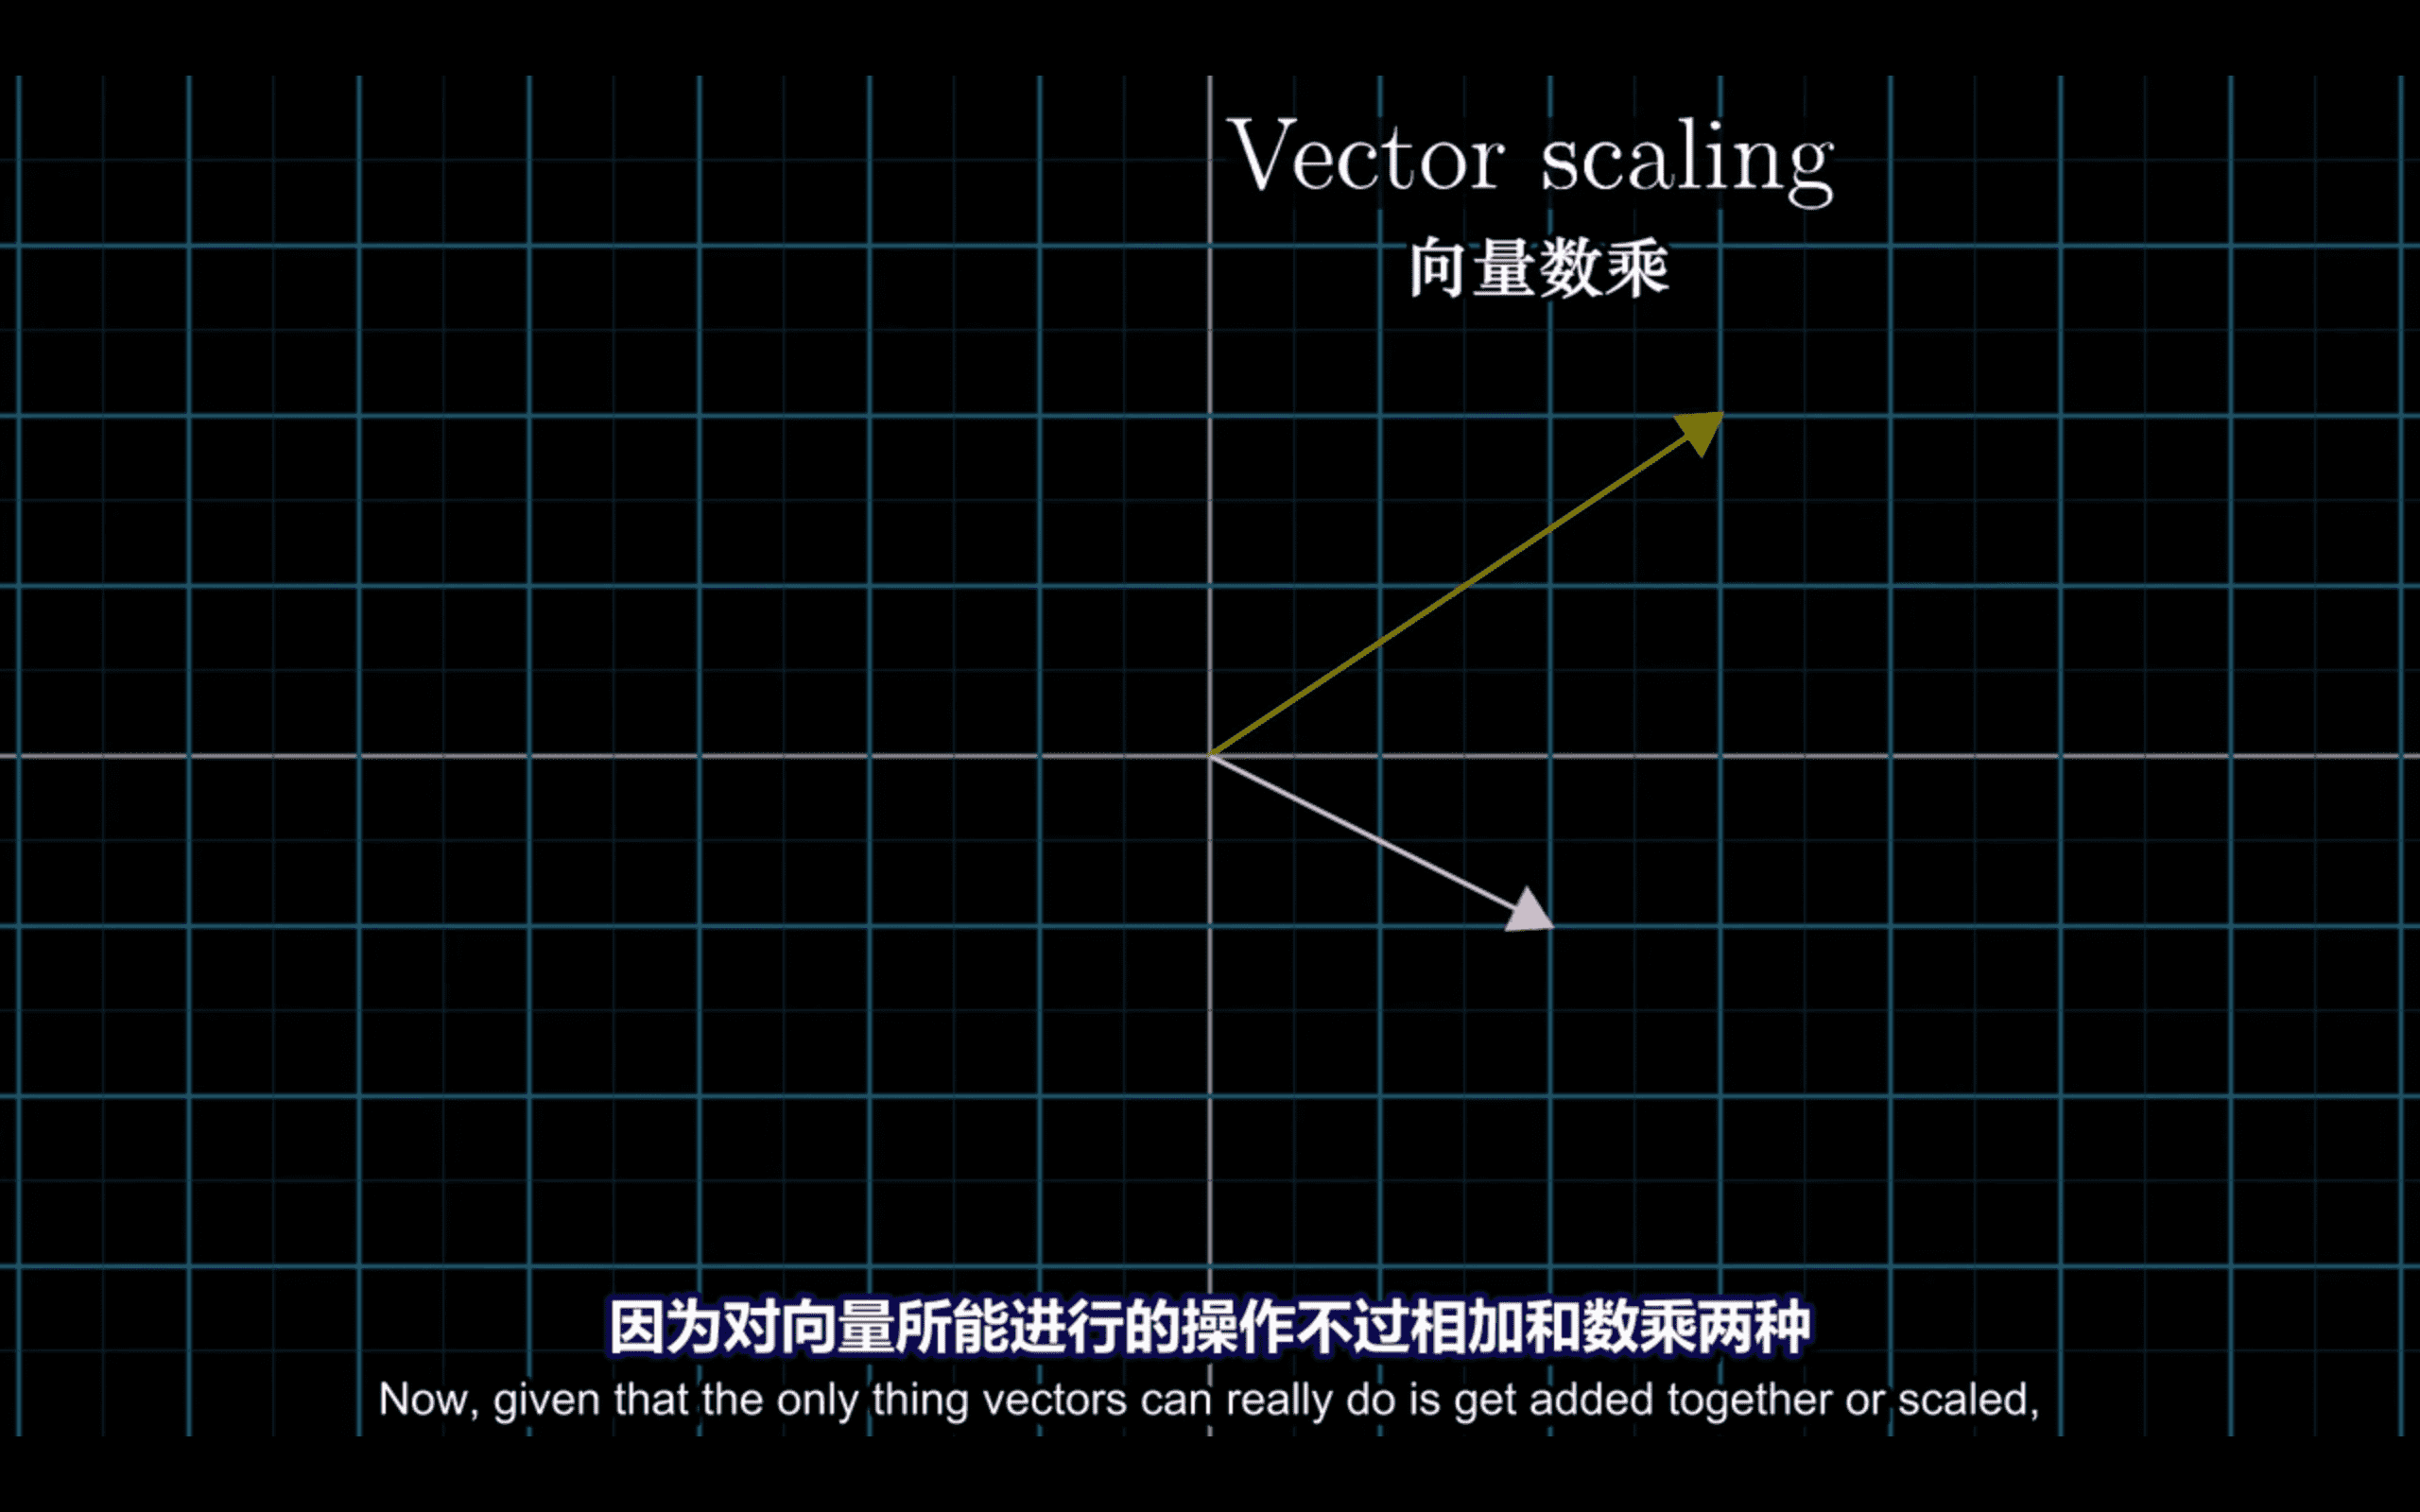 Vector scaling
向量数乘
因为对向量所能进行的操作不过相加和数乘两种
Now, given that the only thing vectors can really do is get added together or scaled,